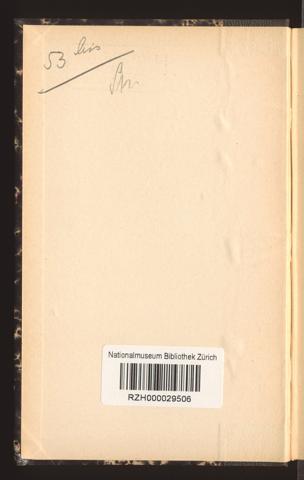 53 bis
Nationalmuseum Bibliothek Zürich
RZH000029506